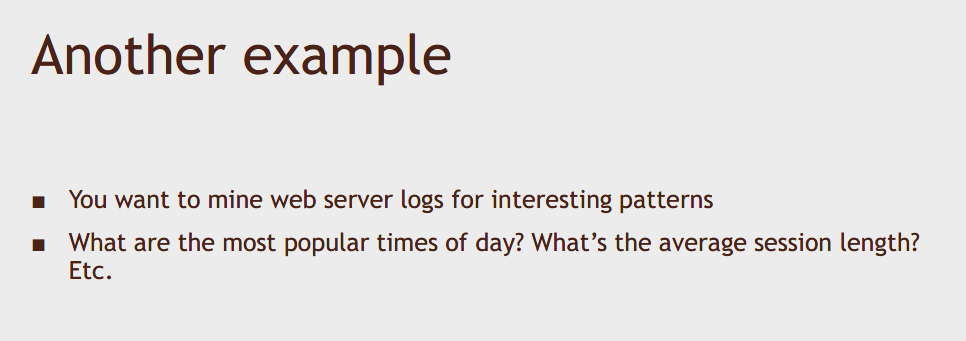 Another example
▪ You want to mine web server logs for interesting patterns
▪ What are the most popular times of day? What’s the average session length?
Etc.